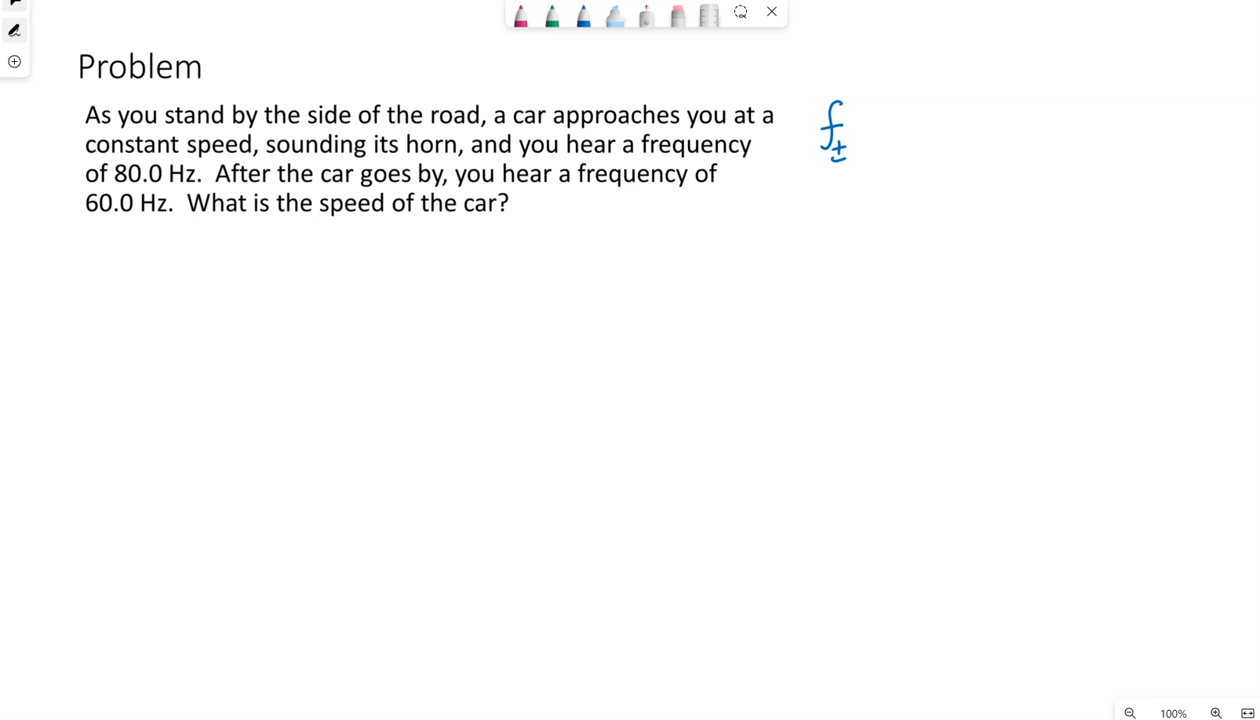 Problem
As you stand by the side of the road, a car approaches you at a
constant speed, sounding its horn, and you hear a frequency
of 80.0 Hz. After the car goes by, you hear a frequency of
60.0 Hz. What is the speed of the car?
f±
100%